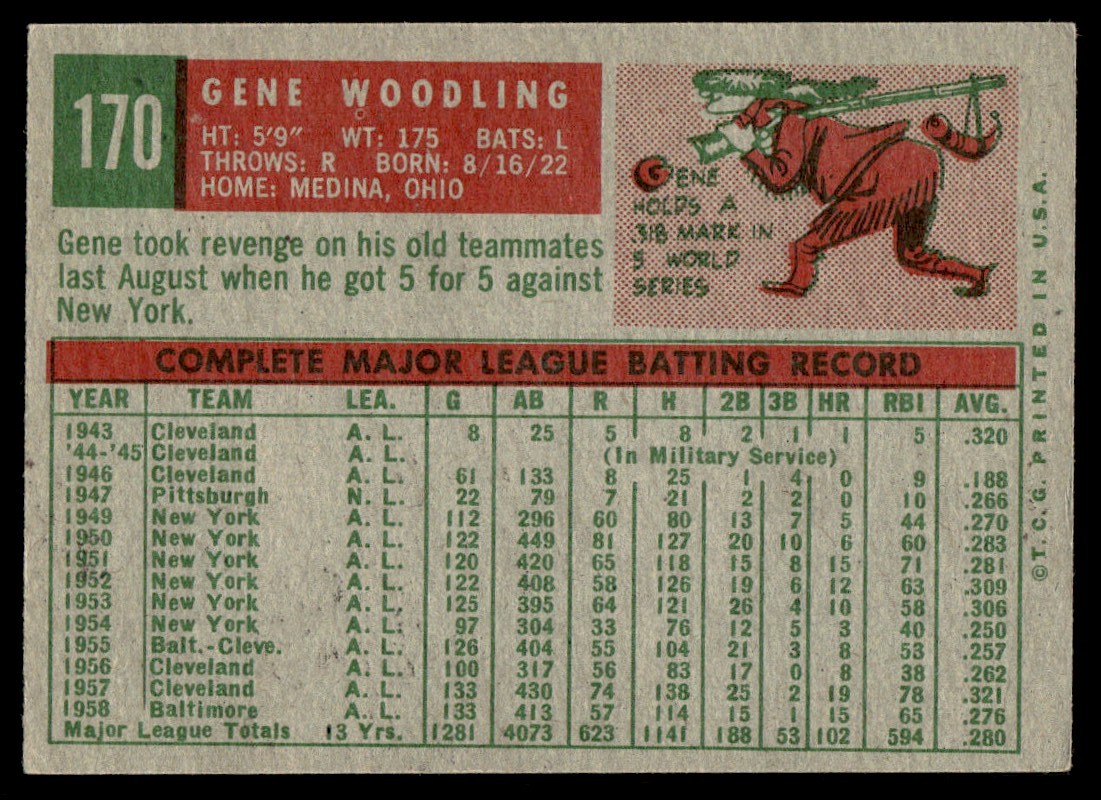 170
GENE WOODLING
HT: 5'9" WT: 175 BATS: L
THROWS: R BORN: 8/16/22
HOME: MEDINA, OHIO
GENE
HOLDS A
.318 MARK IN
5 WORLD
SERIES
Gene took revenge on his old teammates
last August when he got 5 for 5 against
New York.
COMPLETE MAJOR LEAGUE BATTING RECORD
YEAR TEAM LEA. G AB R H 2B 3B HR RBI AVG.
1943 Cleveland A. L. 8 25 5 8 2 1 1 5 .320
'44-'45 Cleveland A. L. (In Military Service)
1946 Cleveland A. L. 61 133 8 25 1 4 0 9 .188
1947 Pittsburgh N. L. 22 79 7 21 2 2 0 10 .266
1949 New York A. L. 112 296 60 80 13 7 5 44 .270
1950 New York A. L. 122 449 81 127 20 10 6 60 .283
1951 New York A. L. 120 420 65 118 15 8 15 71 .281
1952 New York A. L. 122 408 58 126 19 6 12 63 .309
1953 New York A. L. 125 395 64 121 26 4 10 58 .306
1954 New York A. L. 97 304 33 76 12 5 3 40 .250
1955 Balt.-Cleve. A. L. 126 404 55 104 21 3 8 53 .257
1956 Cleveland A. L. 100 317 56 83 17 0 8 38 .262
1957 Cleveland A. L. 133 430 74 138 25 2 19 78 .321
1958 Baltimore A. L. 133 413 57 114 15 1 15 65 .276
Major League Totals 13 Yrs. 1281 4073 623 1141 188 53 102 594 .280
©T. C. G. PRINTED IN U.S.A.